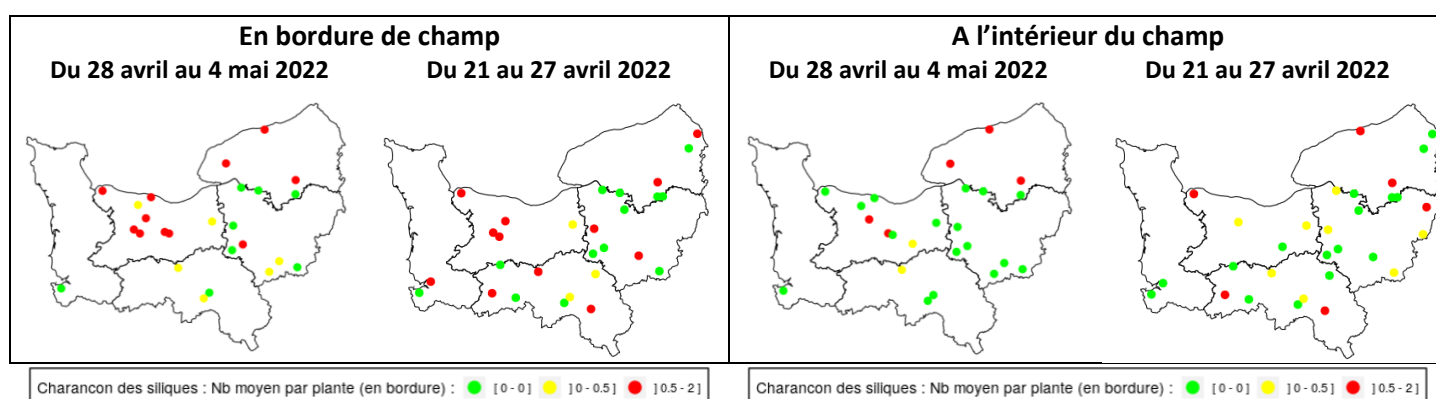 En bordure de champ
Du 28 avril au 4 mai 2022 Du 21 au 27 avril 2022
A l’intérieur du champ
Du 28 avril au 4 mai 2022 Du 21 au 27 avril 2022
Charancon des siliques : Nb moyen par plante (en bordure) : [ 0 - 0 ] ] 0 - 0.5 ] ] 0.5 - 2 ]
Charancon des siliques : Nb moyen par plante (en bordure) : [ 0 - 0 ] ] 0 - 0.5 ] ] 0.5 - 2 ]